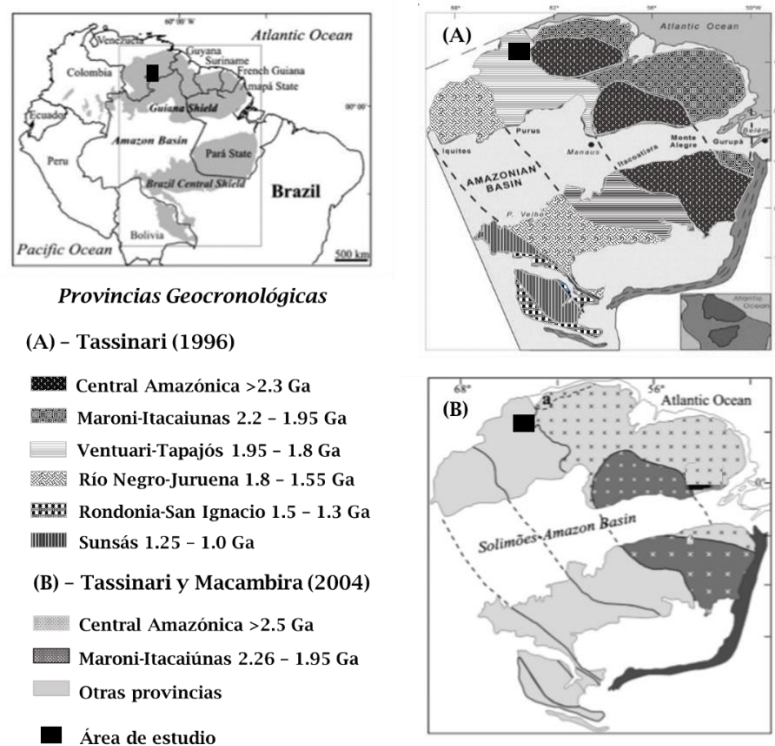 60° 00' W
Atlantic Ocean
Venezuela
Guyana
Suriname
French Guiana
Amapá State
Colombia
Guiana Shield
Ecuador
Amazon Basin
Peru
Pará State
Brazil Central Shield
Brazil
Bolivia
Pacific Ocean
500 km
(A)
Atlantic Ocean
Purus
Iquitos
Manaus
Itacoatiara
Monte
Alegre
Gurupá
Belém
AMAZONIAN
BASIN
P. Velho
Atlantic
Ocean
Provincias Geocronológicas
(A) – Tassinari (1996)
Central Amazónica >2.3 Ga
Maroni-Itacaiunas 2.2 – 1.95 Ga
Ventuari-Tapajós 1.95 – 1.8 Ga
Río Negro-Juruena 1.8 – 1.55 Ga
Rondonia-San Ignacio 1.5 – 1.3 Ga
Sunsás 1.25 – 1.0 Ga
(B) – Tassinari y Macambira (2004)
Central Amazónica >2.5 Ga
Maroni-Itacaiúnas 2.26 – 1.95 Ga
Otras provincias
Área de estudio
68°
56°
(B)
a
Atlantic Ocean
0°
Solimões-Amazon Basin